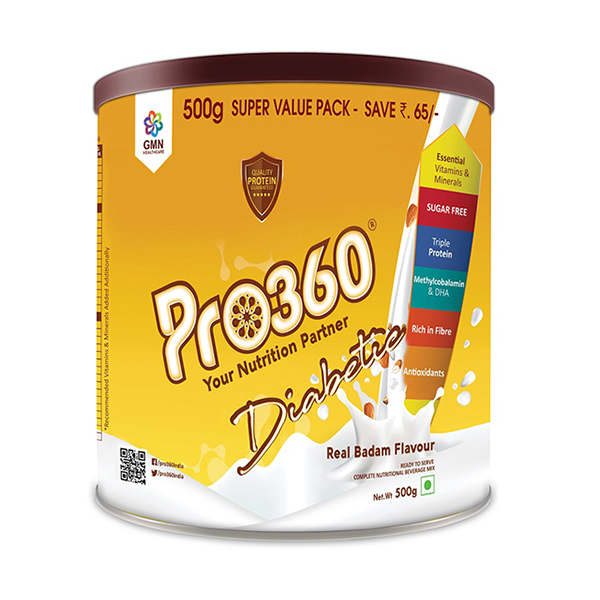 500g SUPER VALUE PACK - SAVE ₹. 65/-
GMN
HEALTHCARE
QUALITY
PROTEIN
GUARANTEED
Essential
Vitamins &
Minerals
SUGAR FREE
Triple
Protein
Methylcobalamin
& DHA
Rich in Fibre
Antioxidants
PrO360®
Your Nutrition Partner
Diabetic
Real Badam Flavour
READY TO SERVE
COMPLETE NUTRITIONAL BEVERAGE MIX
Net.Wt 500g
*Recommended Vitamins & Minerals Added Additionally
/pro360india
/pro360india